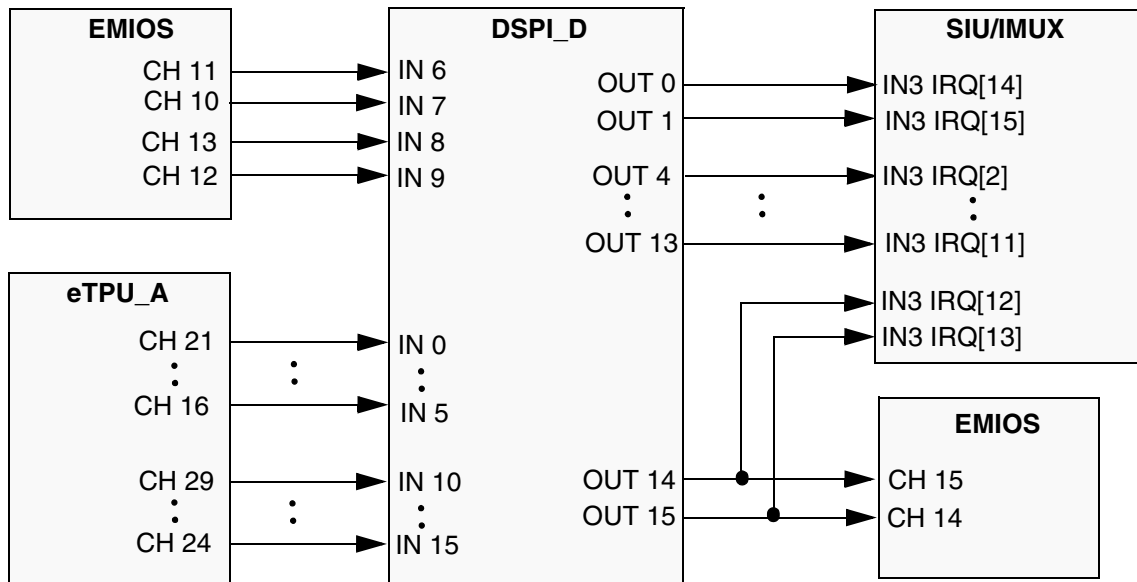 EMIOS
CH 11
CH 10
CH 13
CH 12
eTPU_A
CH 21
CH 16
CH 29
CH 24
DSPI_D
IN 6
IN 7
IN 8
IN 9
IN 0
IN 5
IN 10
IN 15
OUT 0
OUT 1
OUT 4
OUT 13
OUT 14
OUT 15
SIU/IMUX
IN3 IRQ[14]
IN3 IRQ[15]
IN3 IRQ[2]
IN3 IRQ[11]
IN3 IRQ[12]
IN3 IRQ[13]
EMIOS
CH 15
CH 14